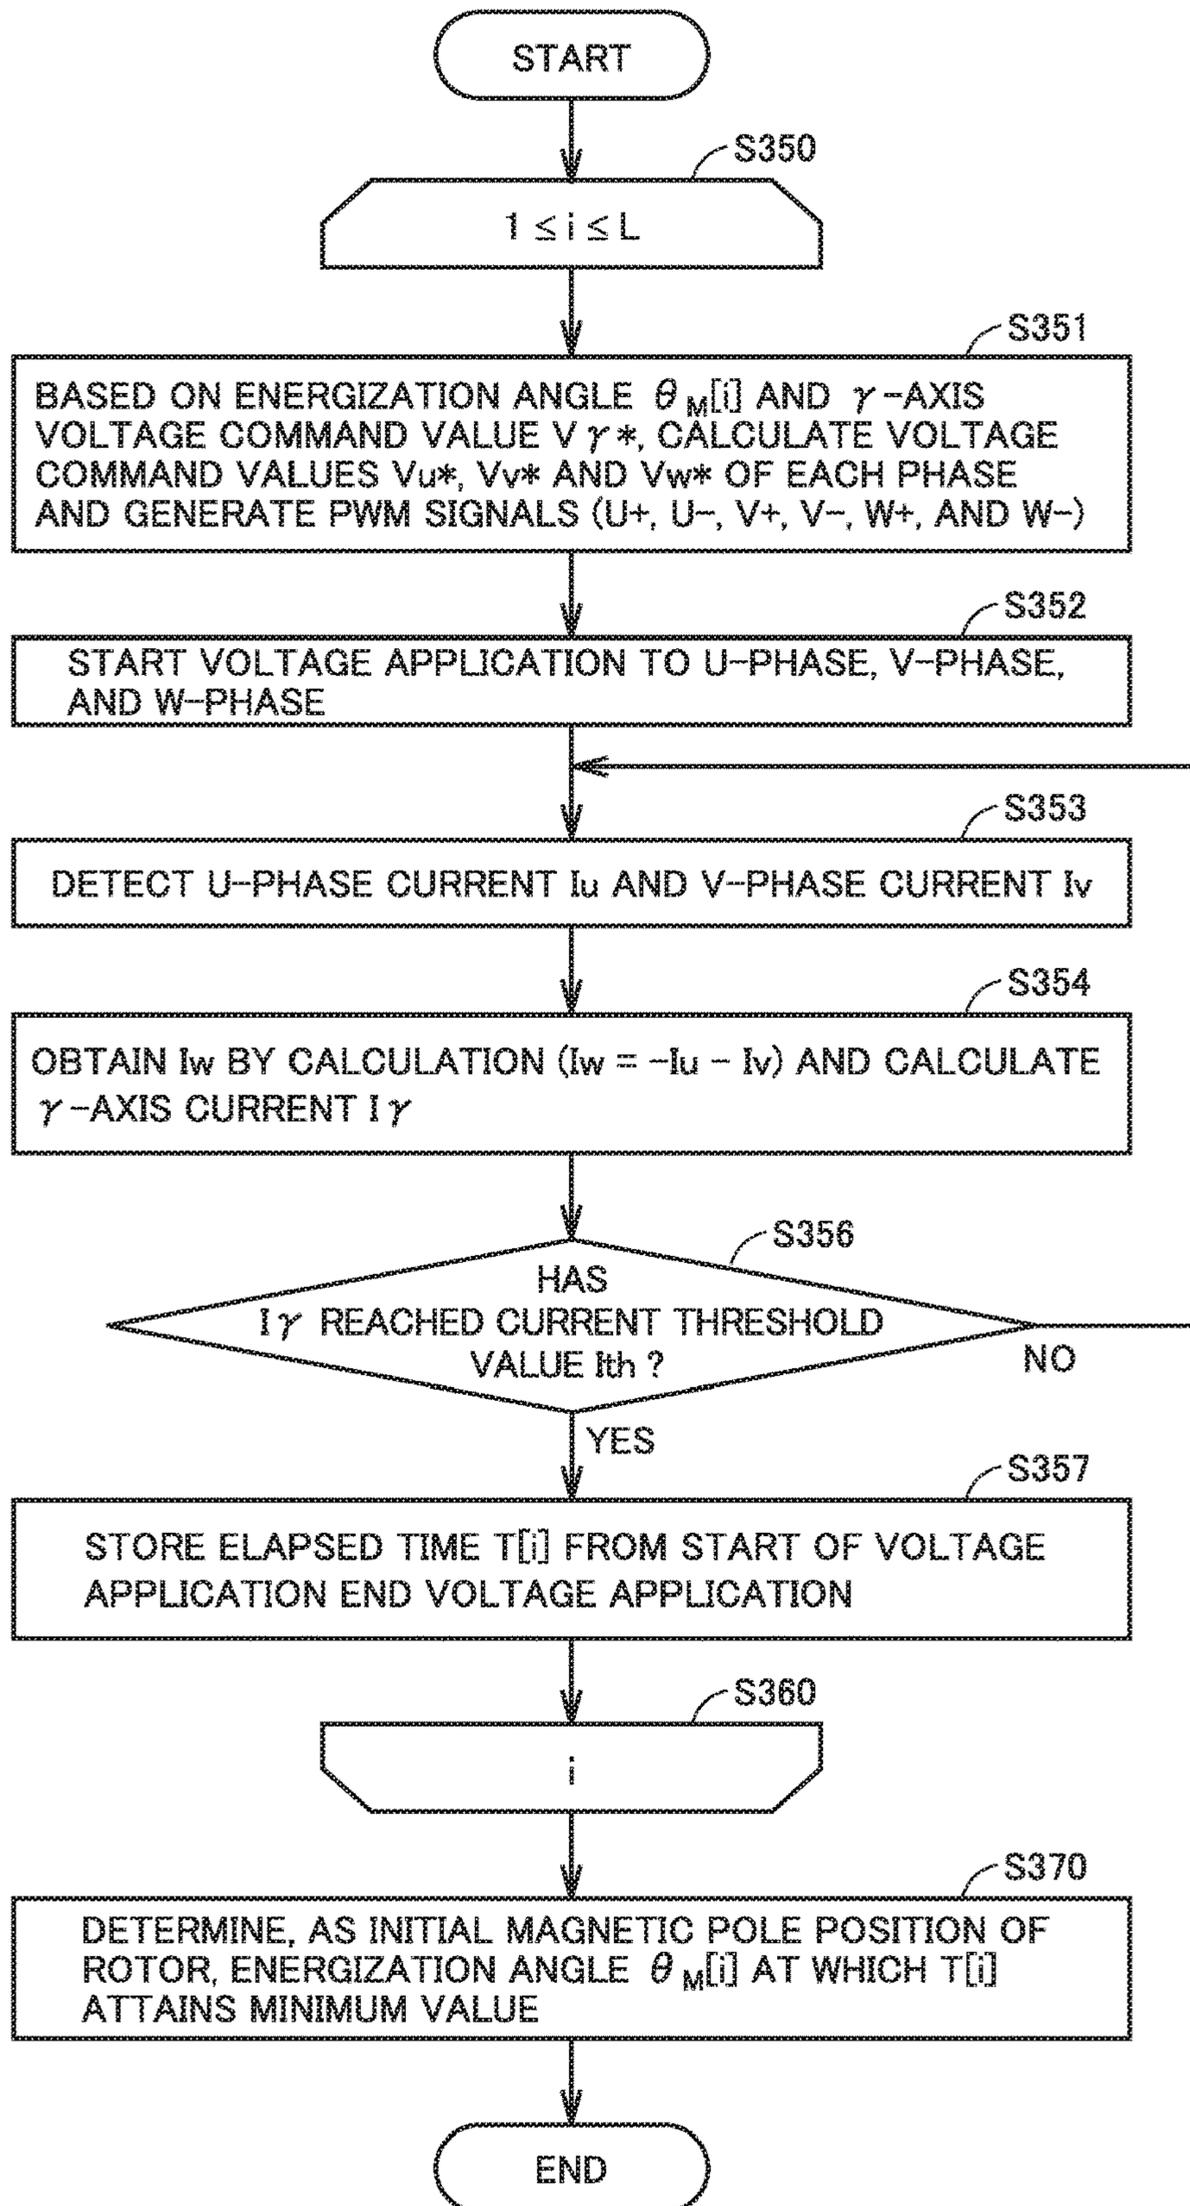 START
S350
1 ≤ i ≤ L
S351
BASED ON ENERGIZATION ANGLE θM[i] AND γ-AXIS
VOLTAGE COMMAND VALUE Vγ*, CALCULATE VOLTAGE
COMMAND VALUES Vu*, Vv* AND Vw* OF EACH PHASE
AND GENERATE PWM SIGNALS (U+, U-, V+, V-, W+, AND W-)
S352
START VOLTAGE APPLICATION TO U-PHASE, V-PHASE,
AND W-PHASE
S353
DETECT U-PHASE CURRENT Iu AND V-PHASE CURRENT Iv
S354
OBTAIN Iw BY CALCULATION (Iw = -Iu - Iv) AND CALCULATE
γ-AXIS CURRENT Iγ
S356
HAS
Iγ REACHED CURRENT THRESHOLD
VALUE Ith ?
NO
YES
S357
STORE ELAPSED TIME T[i] FROM START OF VOLTAGE
APPLICATION END VOLTAGE APPLICATION
S360
i
S370
DETERMINE, AS INITIAL MAGNETIC POLE POSITION OF
ROTOR, ENERGIZATION ANGLE θM[i] AT WHICH T[i]
ATTAINS MINIMUM VALUE
END